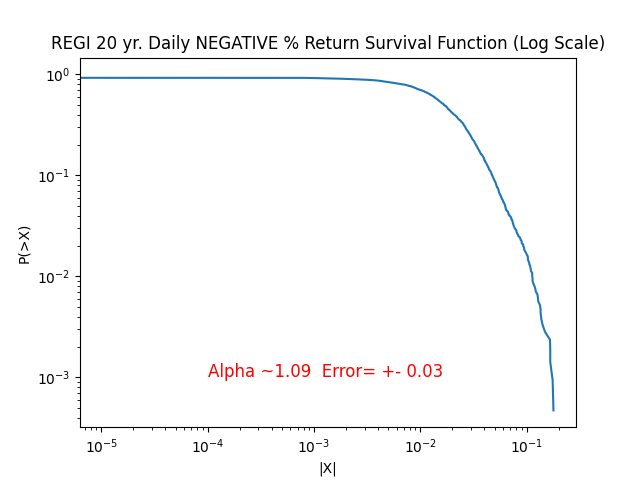 REGI 20 yr. Daily NEGATIVE % Return Survival Function (Log Scale)
10⁰
10⁻¹
P(>X)
10⁻²
Alpha ~1.09  Error= +- 0.03
10⁻³
10⁻⁵ 10⁻⁴ 10⁻³ 10⁻² 10⁻¹
|X|